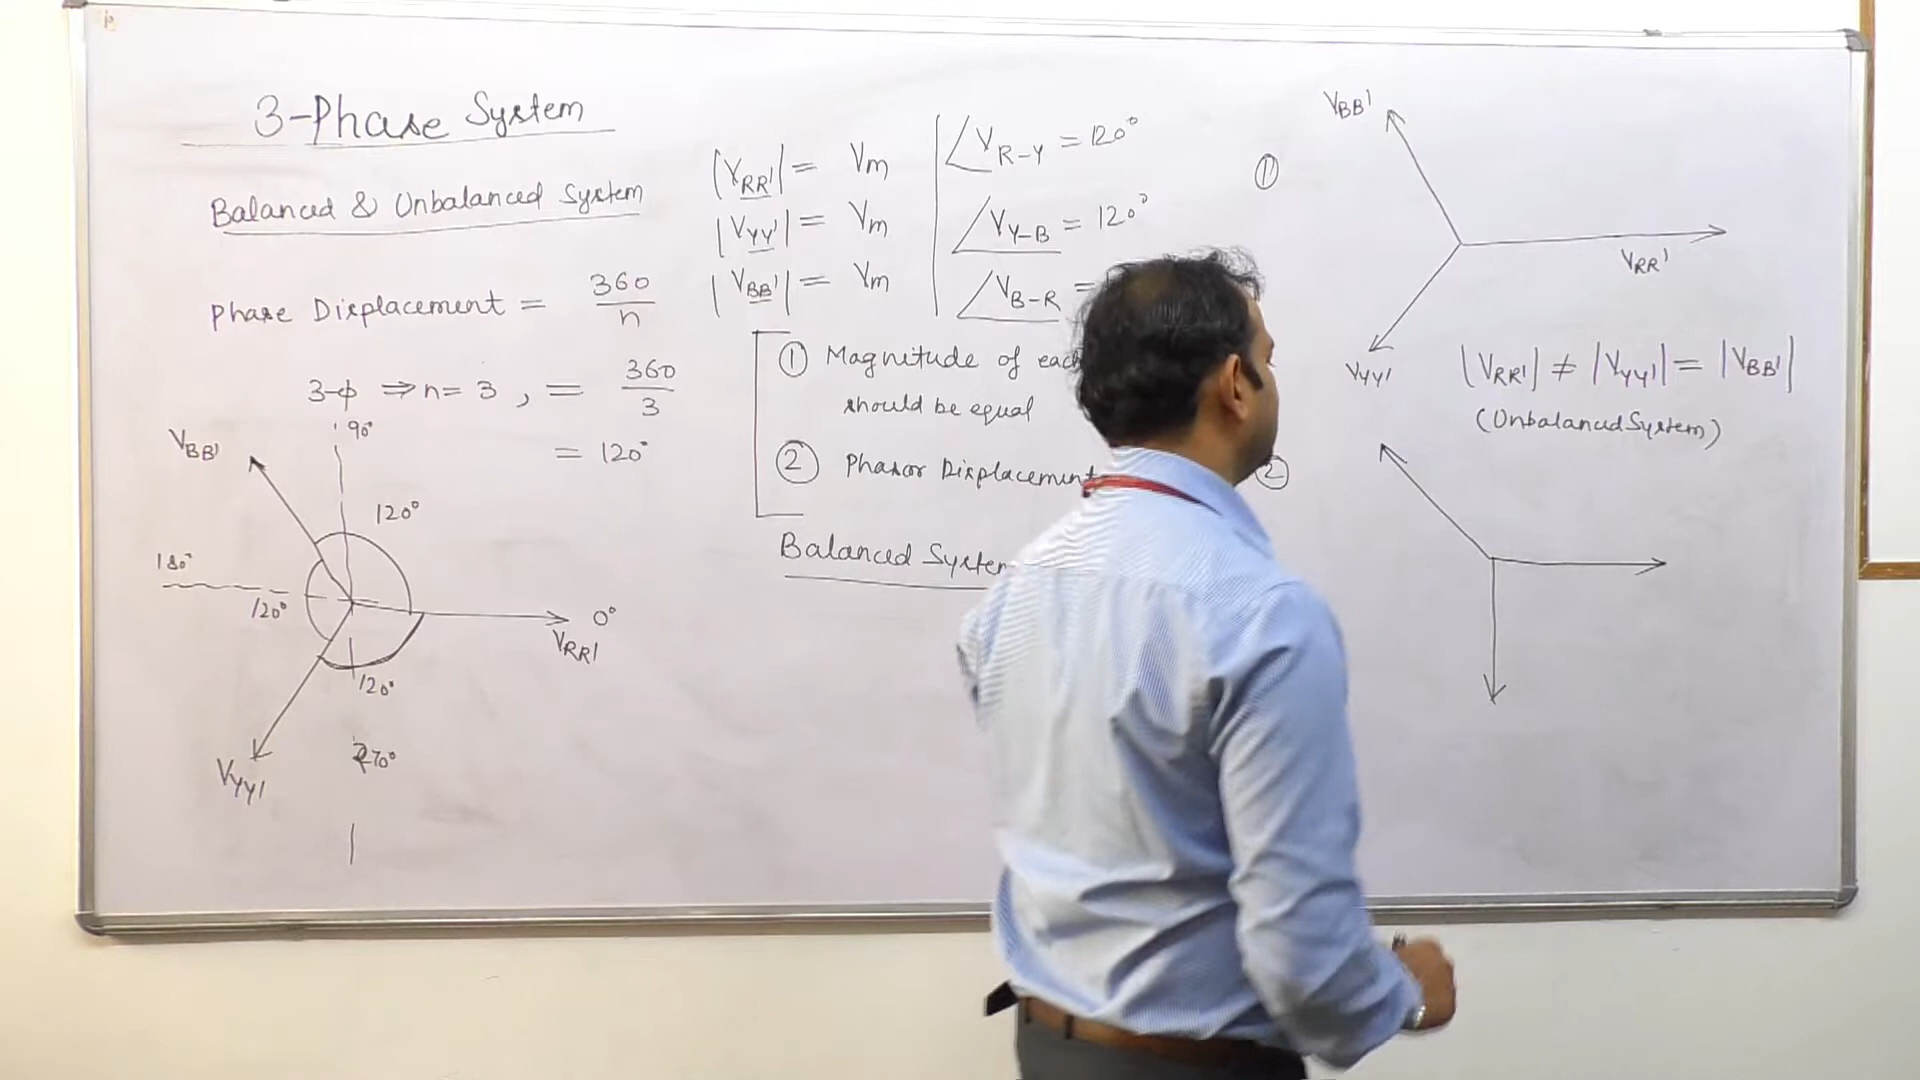 3-Phase System
Balanced & Unbalanced System
Phase Displacement = 360/n
3-ϕ ⇒ n= 3 , = 360/3
= 120°
90°
VBB'
120°
180°
120°
0°
VRR'
120°
VYY'
270°
|VRR'| = Vm
|VYY'| = Vm
|VBB'| = Vm
∠VR-Y = 120°
∠VY-B = 120°
∠VB-R =
① Magnitude of each
should be equal
② Phasor Displacement
Balanced System
①
VBB'
VRR'
VYY'
|VRR'| ≠ |VYY'| = |VBB'|
(Unbalanced System)
②